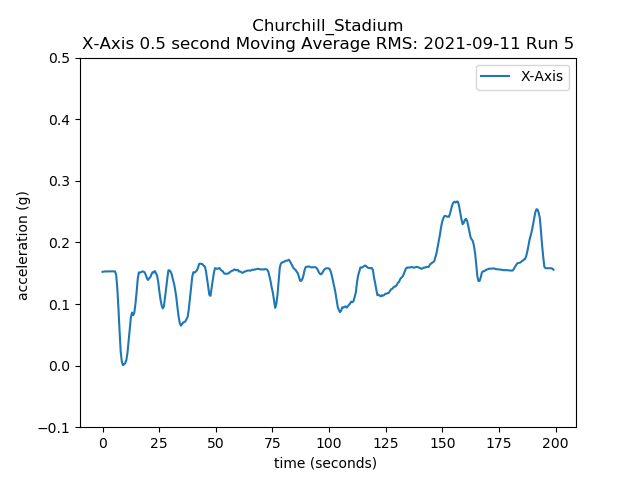 Churchill_Stadium
X-Axis 0.5 second Moving Average RMS: 2021-09-11 Run 5
X-Axis
0.5
0.4
0.3
0.2
0.1
0.0
−0.1
acceleration (g)
0 25 50 75 100 125 150 175 200
time (seconds)